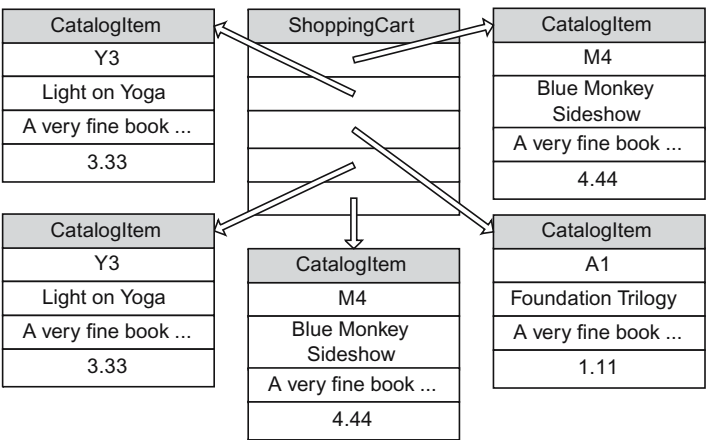 CatalogItem
Y3
Light on Yoga
A very fine book ...
3.33
ShoppingCart
CatalogItem
M4
Blue Monkey
Sideshow
A very fine book ...
4.44
CatalogItem
Y3
Light on Yoga
A very fine book ...
3.33
CatalogItem
M4
Blue Monkey
Sideshow
A very fine book ...
4.44
CatalogItem
A1
Foundation Trilogy
A very fine book ...
1.11